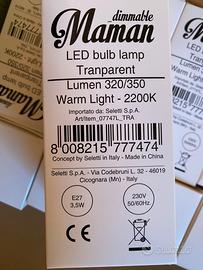 dimmable
Maman
LED bulb lamp
Tranparent
Lumen 320/350
Warm Light - 2200K
Importato da: Seletti S.p.A.
Art/Item_07747L_TRA
8 008215 777474
Concept by Seletti in Italy - Made in China
Seletti S.p.A. - Via Codebruni L. 32 - 46019
Cicognara (Mn) - Italy
E27
3,5W
230V
50/60Hz
CE